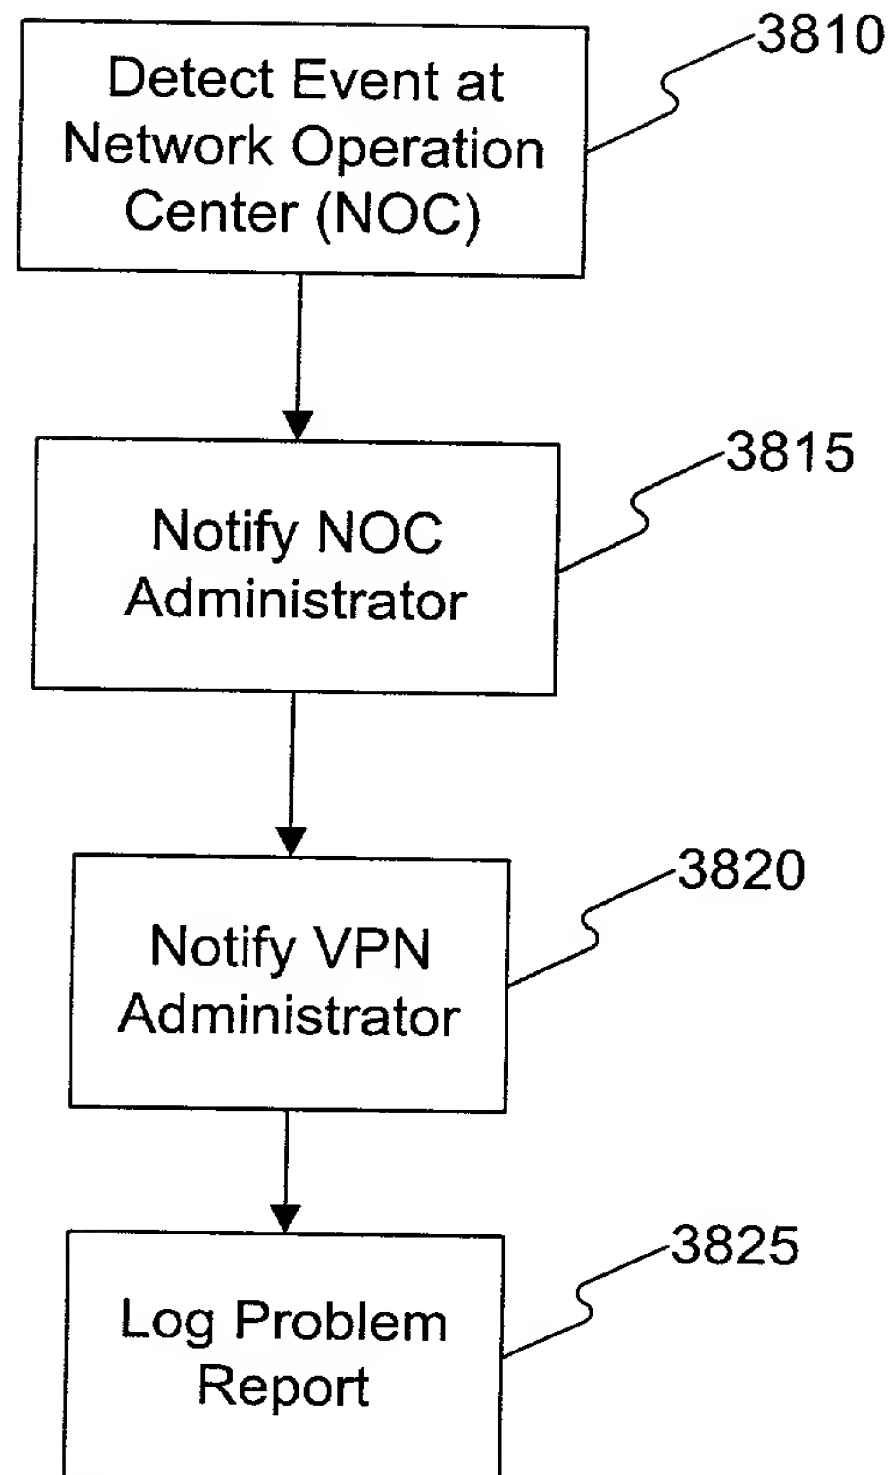 3810
Detect Event at
Network Operation
Center (NOC)
3815
Notify NOC
Administrator
3820
Notify VPN
Administrator
3825
Log Problem
Report